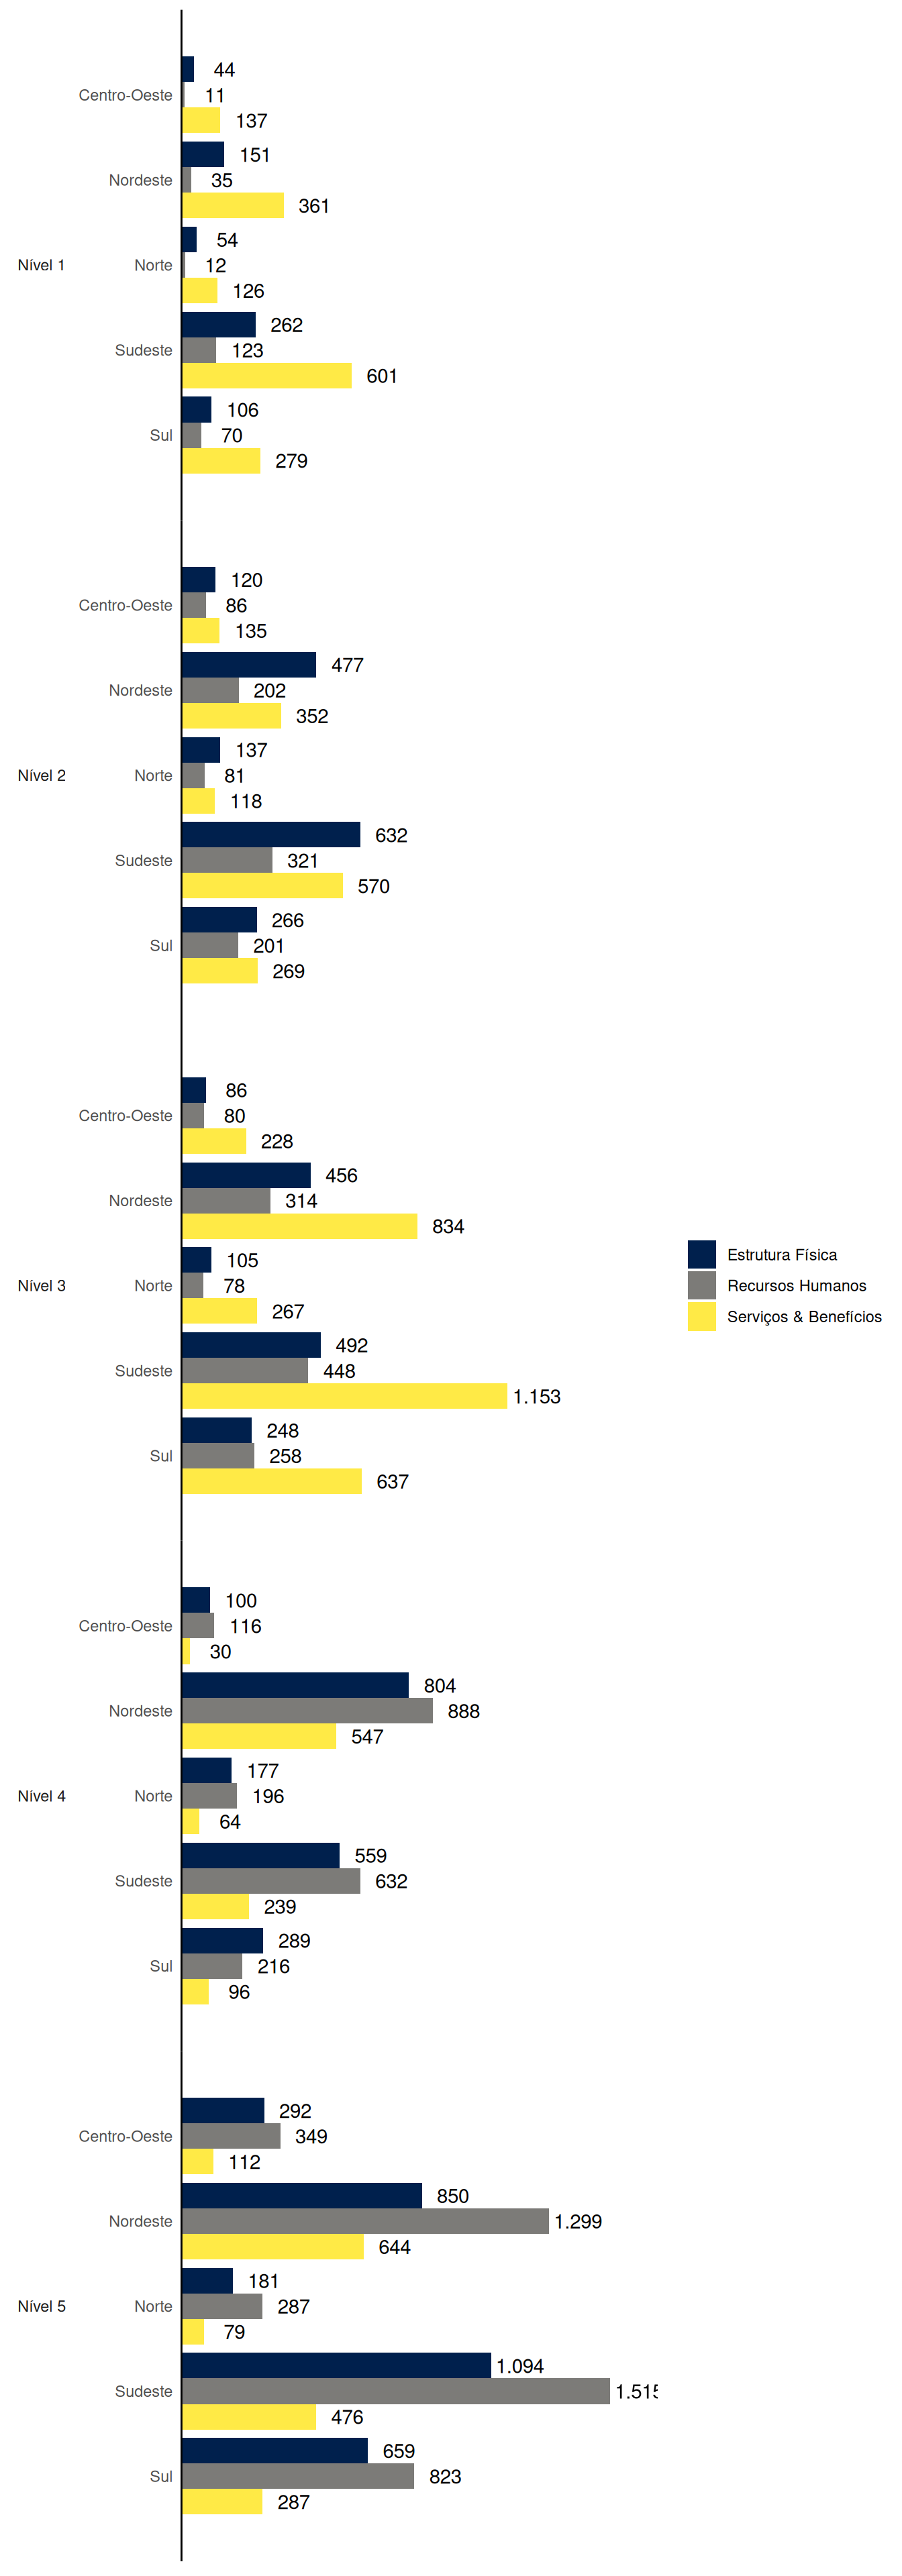 44
Centro-Oeste 11
137
151
Nordeste 35
361
54
Nível 1 Norte 12
126
262
Sudeste 123
601
106
Sul 70
279
120
Centro-Oeste 86
135
477
Nordeste 202
352
137
Nível 2 Norte 81
118
632
Sudeste 321
570
266
Sul 201
269
86
Centro-Oeste 80
228
456
Nordeste 314
834
105
Nível 3 Norte 78
267
492
Sudeste 448
1.153
248
Sul 258
637
Estrutura Física
Recursos Humanos
Serviços & Benefícios
100
Centro-Oeste 116
30
804
Nordeste 888
547
177
Nível 4 Norte 196
64
559
Sudeste 632
239
289
Sul 216
96
292
Centro-Oeste 349
112
850
Nordeste 1.299
644
181
Nível 5 Norte 287
79
1.094
Sudeste
476
659
Sul 823
287